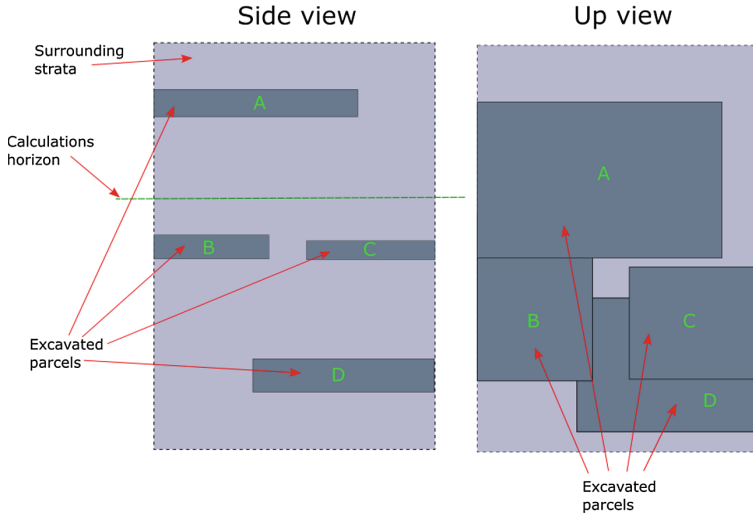 Side view
Up view
Surrounding
strata
A
Calculations
horizon
B
C
Excavated
parcels
D
A
B
C
D
Excavated
parcels